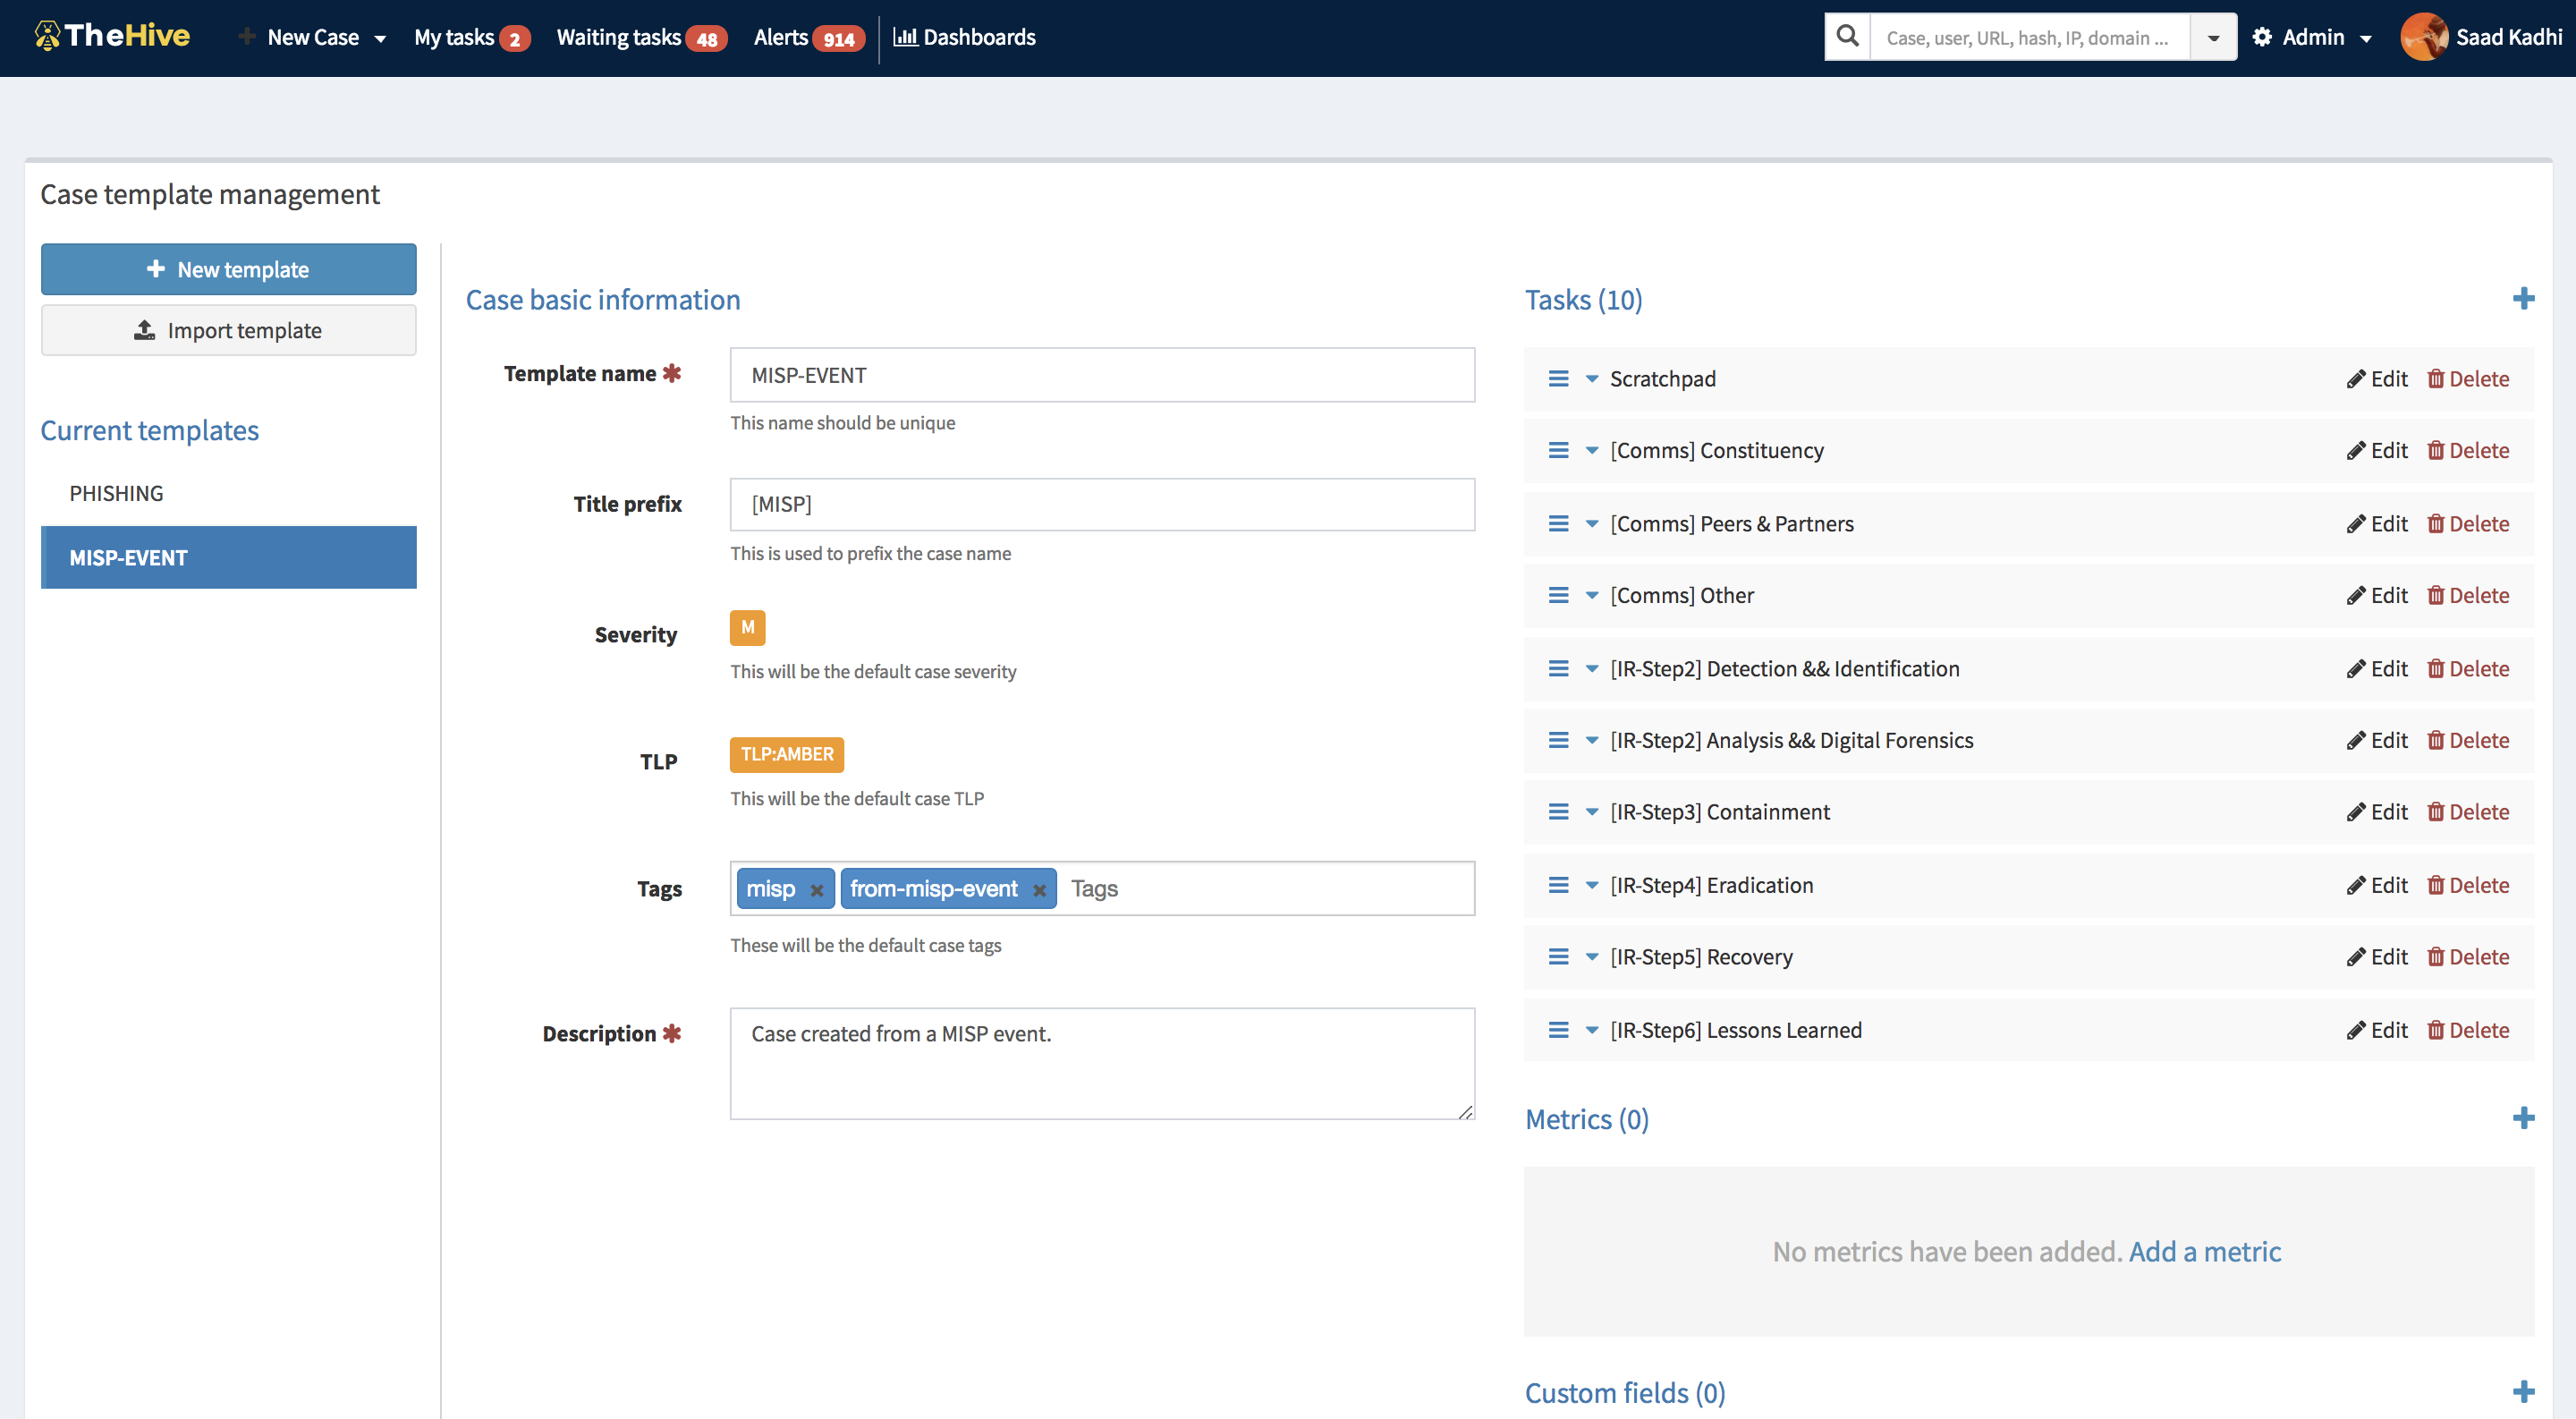 TheHive New Case My tasks 2 Waiting tasks 48 Alerts 914 Dashboards Case, user, URL, hash, IP, domain ... Admin Saad Kadhi
Case template management
New template
Import template
Current templates
PHISHING
MISP-EVENT
Case basic information
Template name *
MISP-EVENT
This name should be unique
Title prefix
[MISP]
This is used to prefix the case name
Severity
M
This will be the default case severity
TLP
TLP:AMBER
This will be the default case TLP
Tags
misp × from-misp-event × Tags
These will be the default case tags
Description *
Case created from a MISP event.
Tasks (10)
Scratchpad Edit Delete
[Comms] Constituency Edit Delete
[Comms] Peers & Partners Edit Delete
[Comms] Other Edit Delete
[IR-Step2] Detection && Identification Edit Delete
[IR-Step2] Analysis && Digital Forensics Edit Delete
[IR-Step3] Containment Edit Delete
[IR-Step4] Eradication Edit Delete
[IR-Step5] Recovery Edit Delete
[IR-Step6] Lessons Learned Edit Delete
Metrics (0)
No metrics have been added. Add a metric
Custom fields (0)